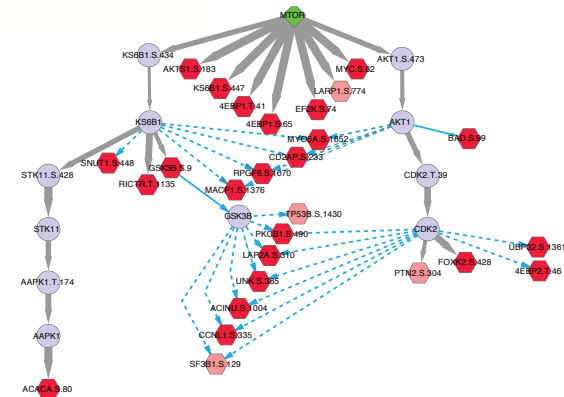 MTOR
KS6B1.S.434
AKT1.S.473
AKTS1.S.183
MYC.S.62
KS6B1.S.447
LARP1.S.774
4EBP1.T.41
EF2K.S.74
4EBP1.S.65
KS6B1
AKT1
MYO5A.S.1652
BAD.S.99
SNUT1.S.448
CD2AP.S.233
GSK3B.S.9
RPGF6.S.1070
STK11.S.428
RICTR.T.1135
MACF1.S.1376
CDK2.T.39
GSK3B
TP53B.S.1430
STK11
PKCB1.S.490
CDK2
UBP32.S.1361
LAP2A.S.310
FOXK2.S.428
4EBP2.T.46
PTN2.S.304
AAPK1.T.174
UNK.S.385
ACINU.S.1004
AAPK1
CCNL1.S.335
SF3B1.S.129
ACACA.S.80